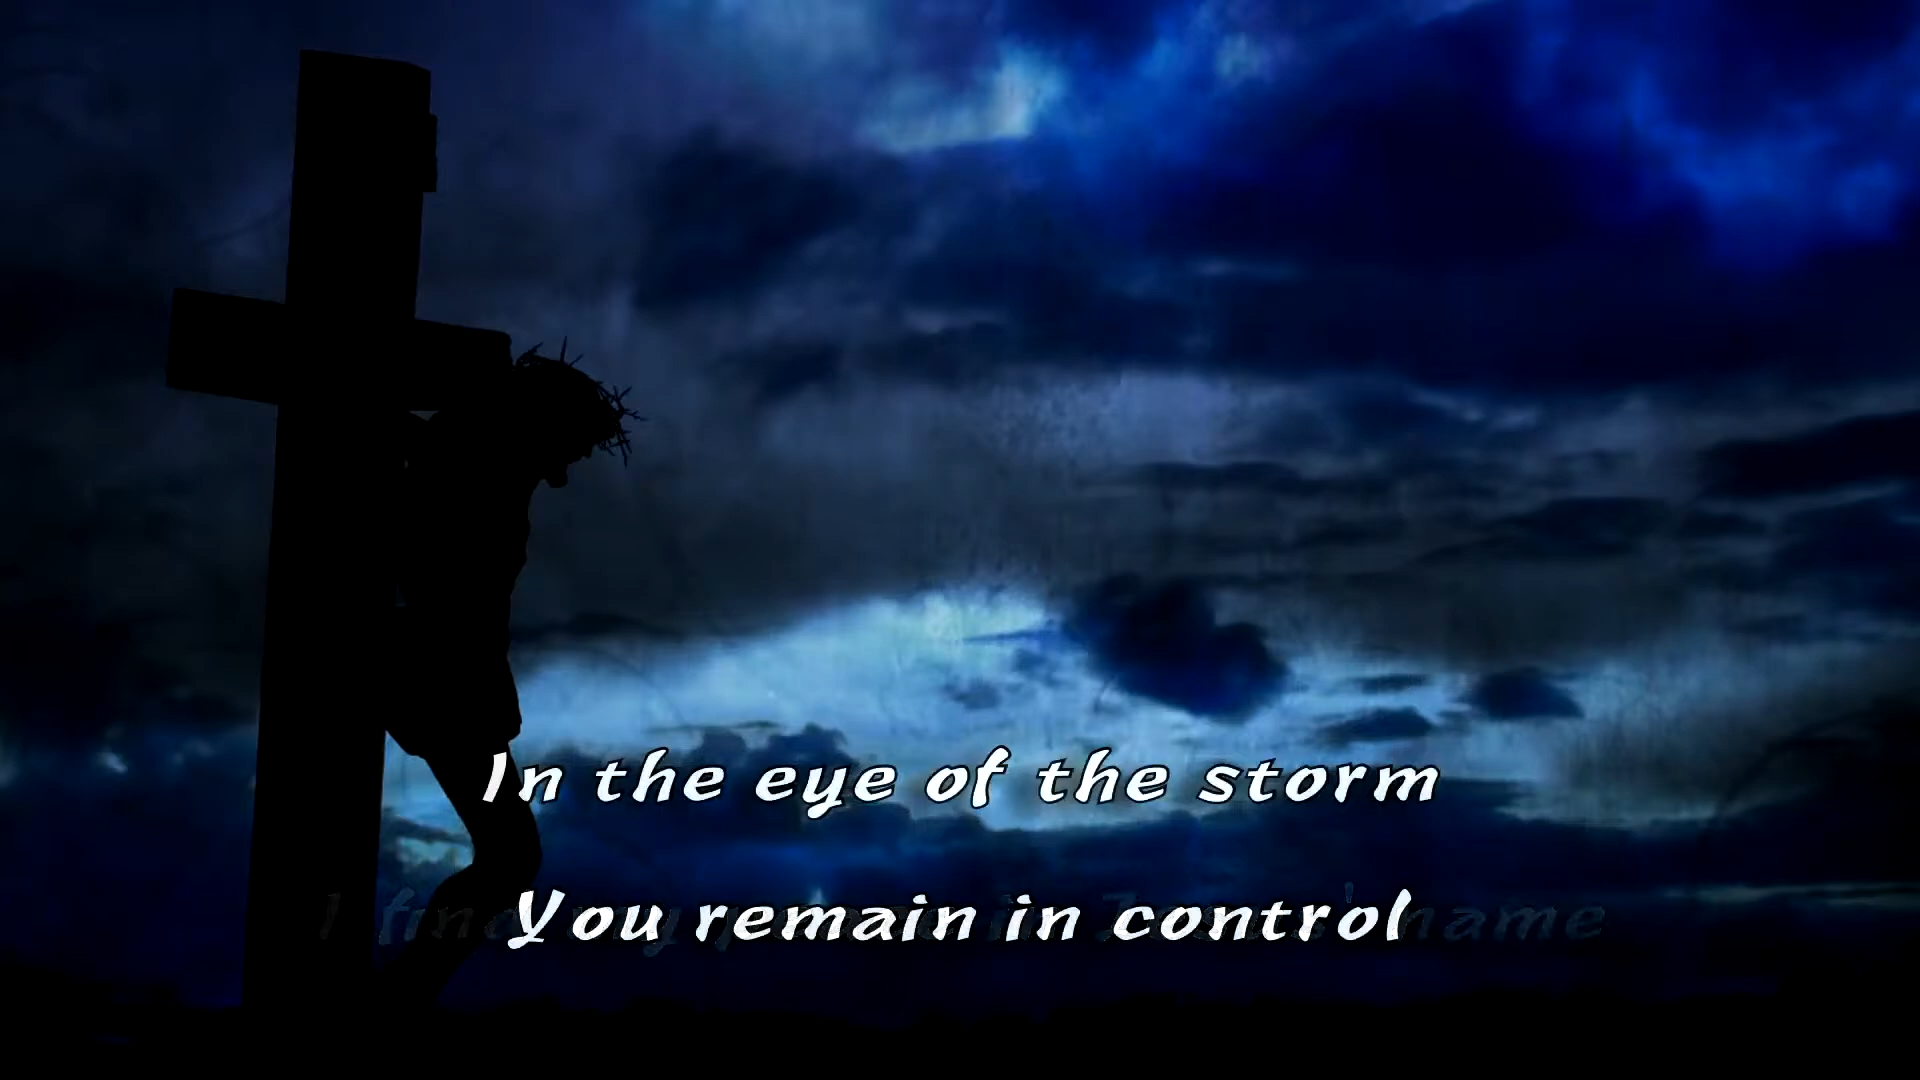 In the eye of the storm
You remain in control